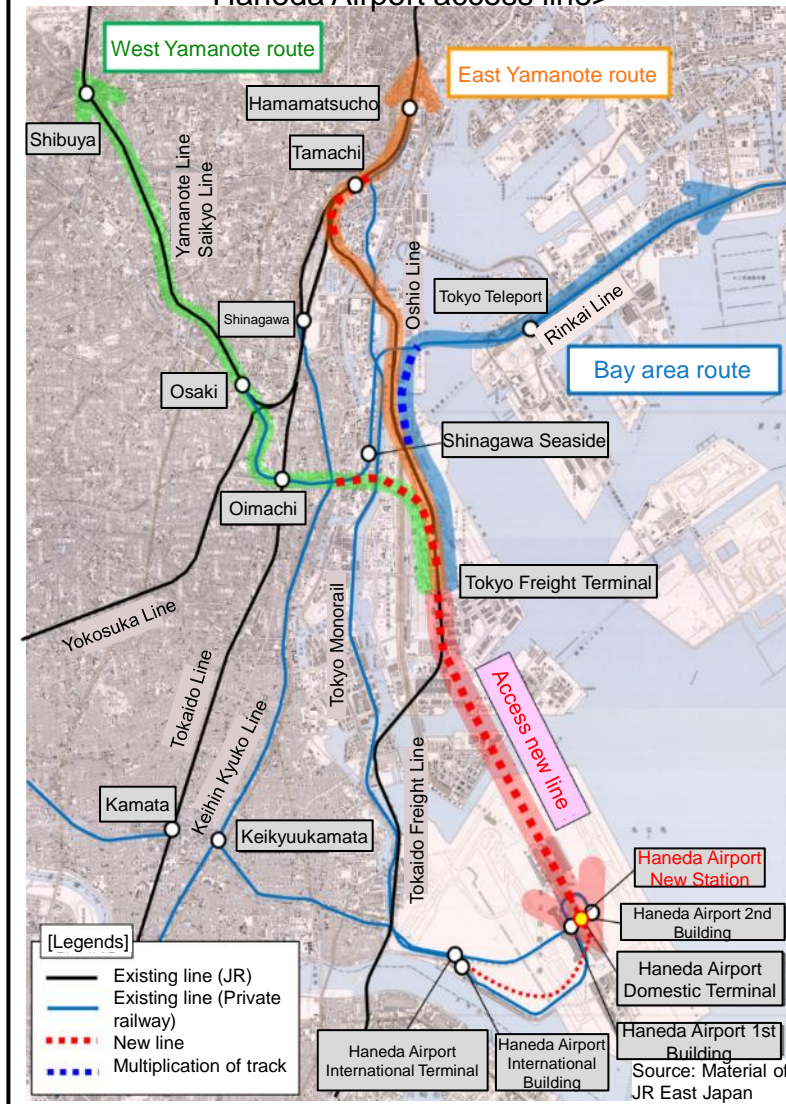 Haneda Airport access line>
West Yamanote route
East Yamanote route
Hamamatsucho
Shibuya
Tamachi
Yamanote Line
Saikyo Line
Oshio Line
Tokyo Teleport
Rinkai Line
Shinagawa
Bay area route
Osaki
Shinagawa Seaside
Oimachi
Tokyo Freight Terminal
Yokosuka Line
Tokaido Line
Keihin Kyuko Line
Tokyo Monorail
Tokaido Freight Line
Access new line
Kamata
Keikyuukamata
Haneda Airport
New Station
Haneda Airport 2nd
Building
Haneda Airport
Domestic Terminal
Haneda Airport 1st
Building
Haneda Airport
International Terminal
Haneda Airport
International
Building
[Legends]
Existing line (JR)
Existing line (Private
railway)
New line
Multiplication of track
Source: Material of
JR East Japan